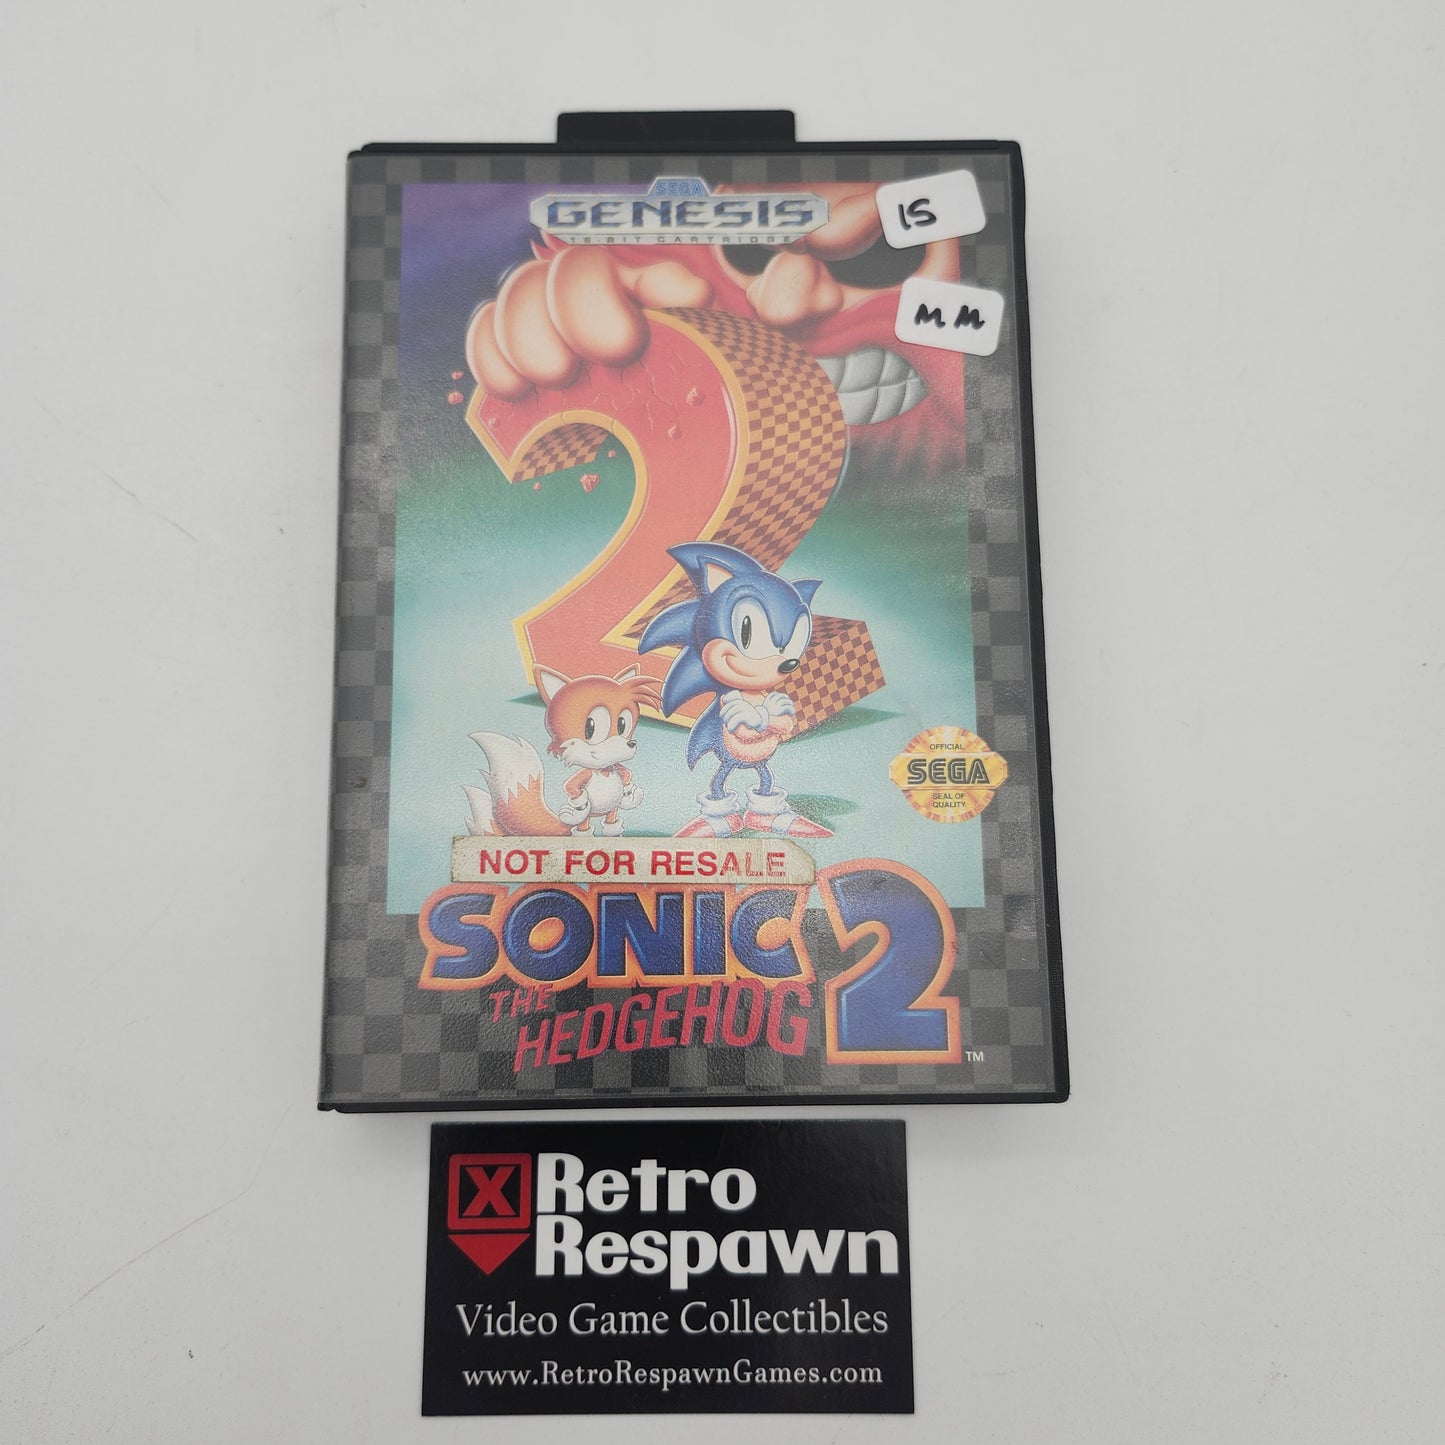 SEGA
GENESIS
16-BIT CARTRIDGE
15
MM
OFFICIAL
SEGA
SEAL OF
QUALITY
NOT FOR RESALE
SONIC 2
THE
HEDGEHOG
TM
X
Retro
Respawn
Video Game Collectibles
www.RetroRespawnGames.com